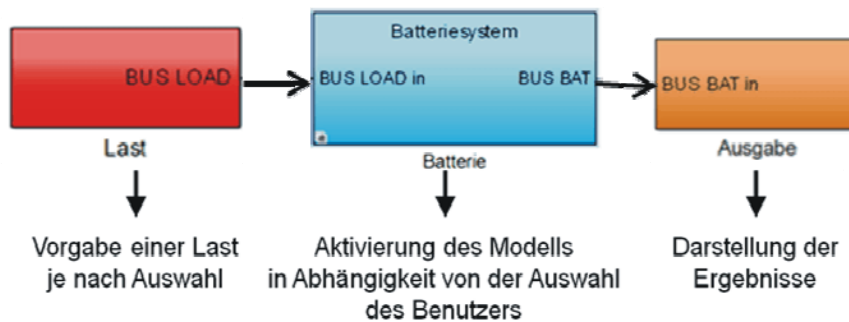 Batteriesystem
BUS LOAD
BUS LOAD in
BUS BAT
BUS BAT in
Last
Batterie
Ausgabe
Vorgabe einer Last
je nach Auswahl
Aktivierung des Modells
in Abhängigkeit von der Auswahl
des Benutzers
Darstellung der
Ergebnisse